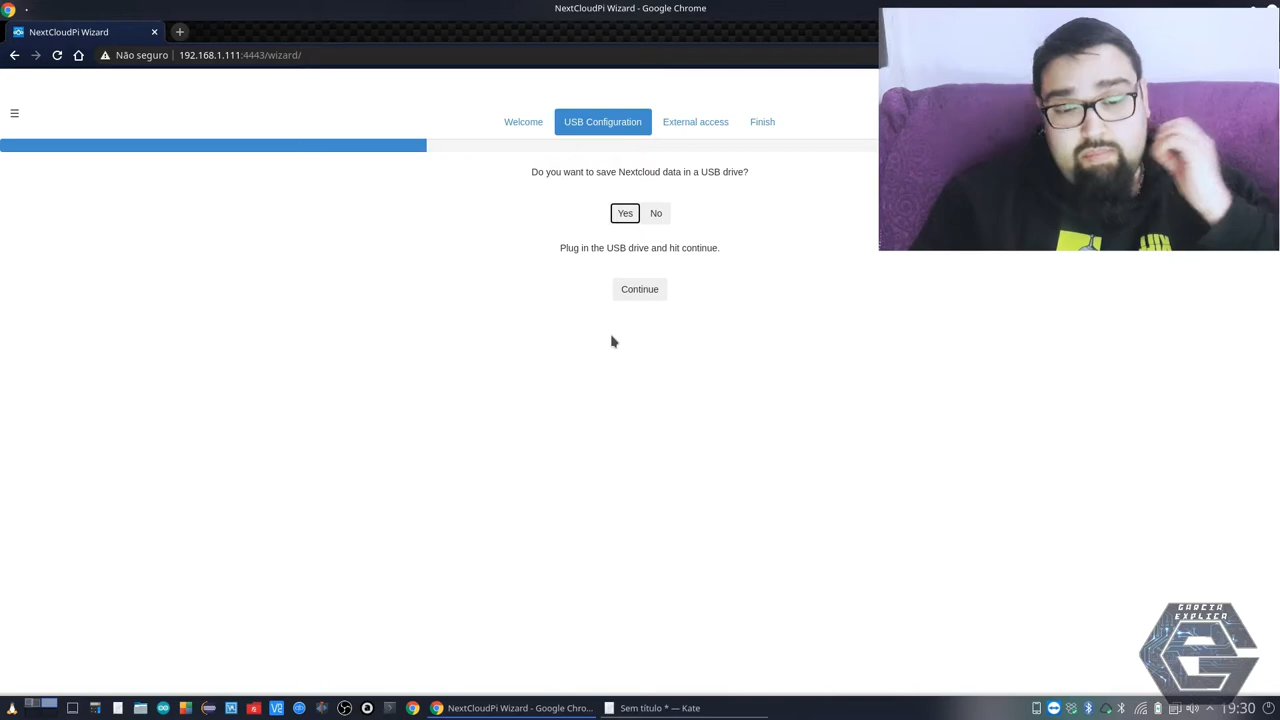 NextCloudPi Wizard - Google Chrome
NextCloudPi Wizard
Não seguro
192.168.1.111:4443/wizard/
Welcome
USB Configuration
External access
Finish
Do you want to save Nextcloud data in a USB drive?
Yes
No
Plug in the USB drive and hit continue.
Continue
GARCIA
EXPLICA
NextCloudPi Wizard - Google Chro...
Sem título * — Kate
19:30